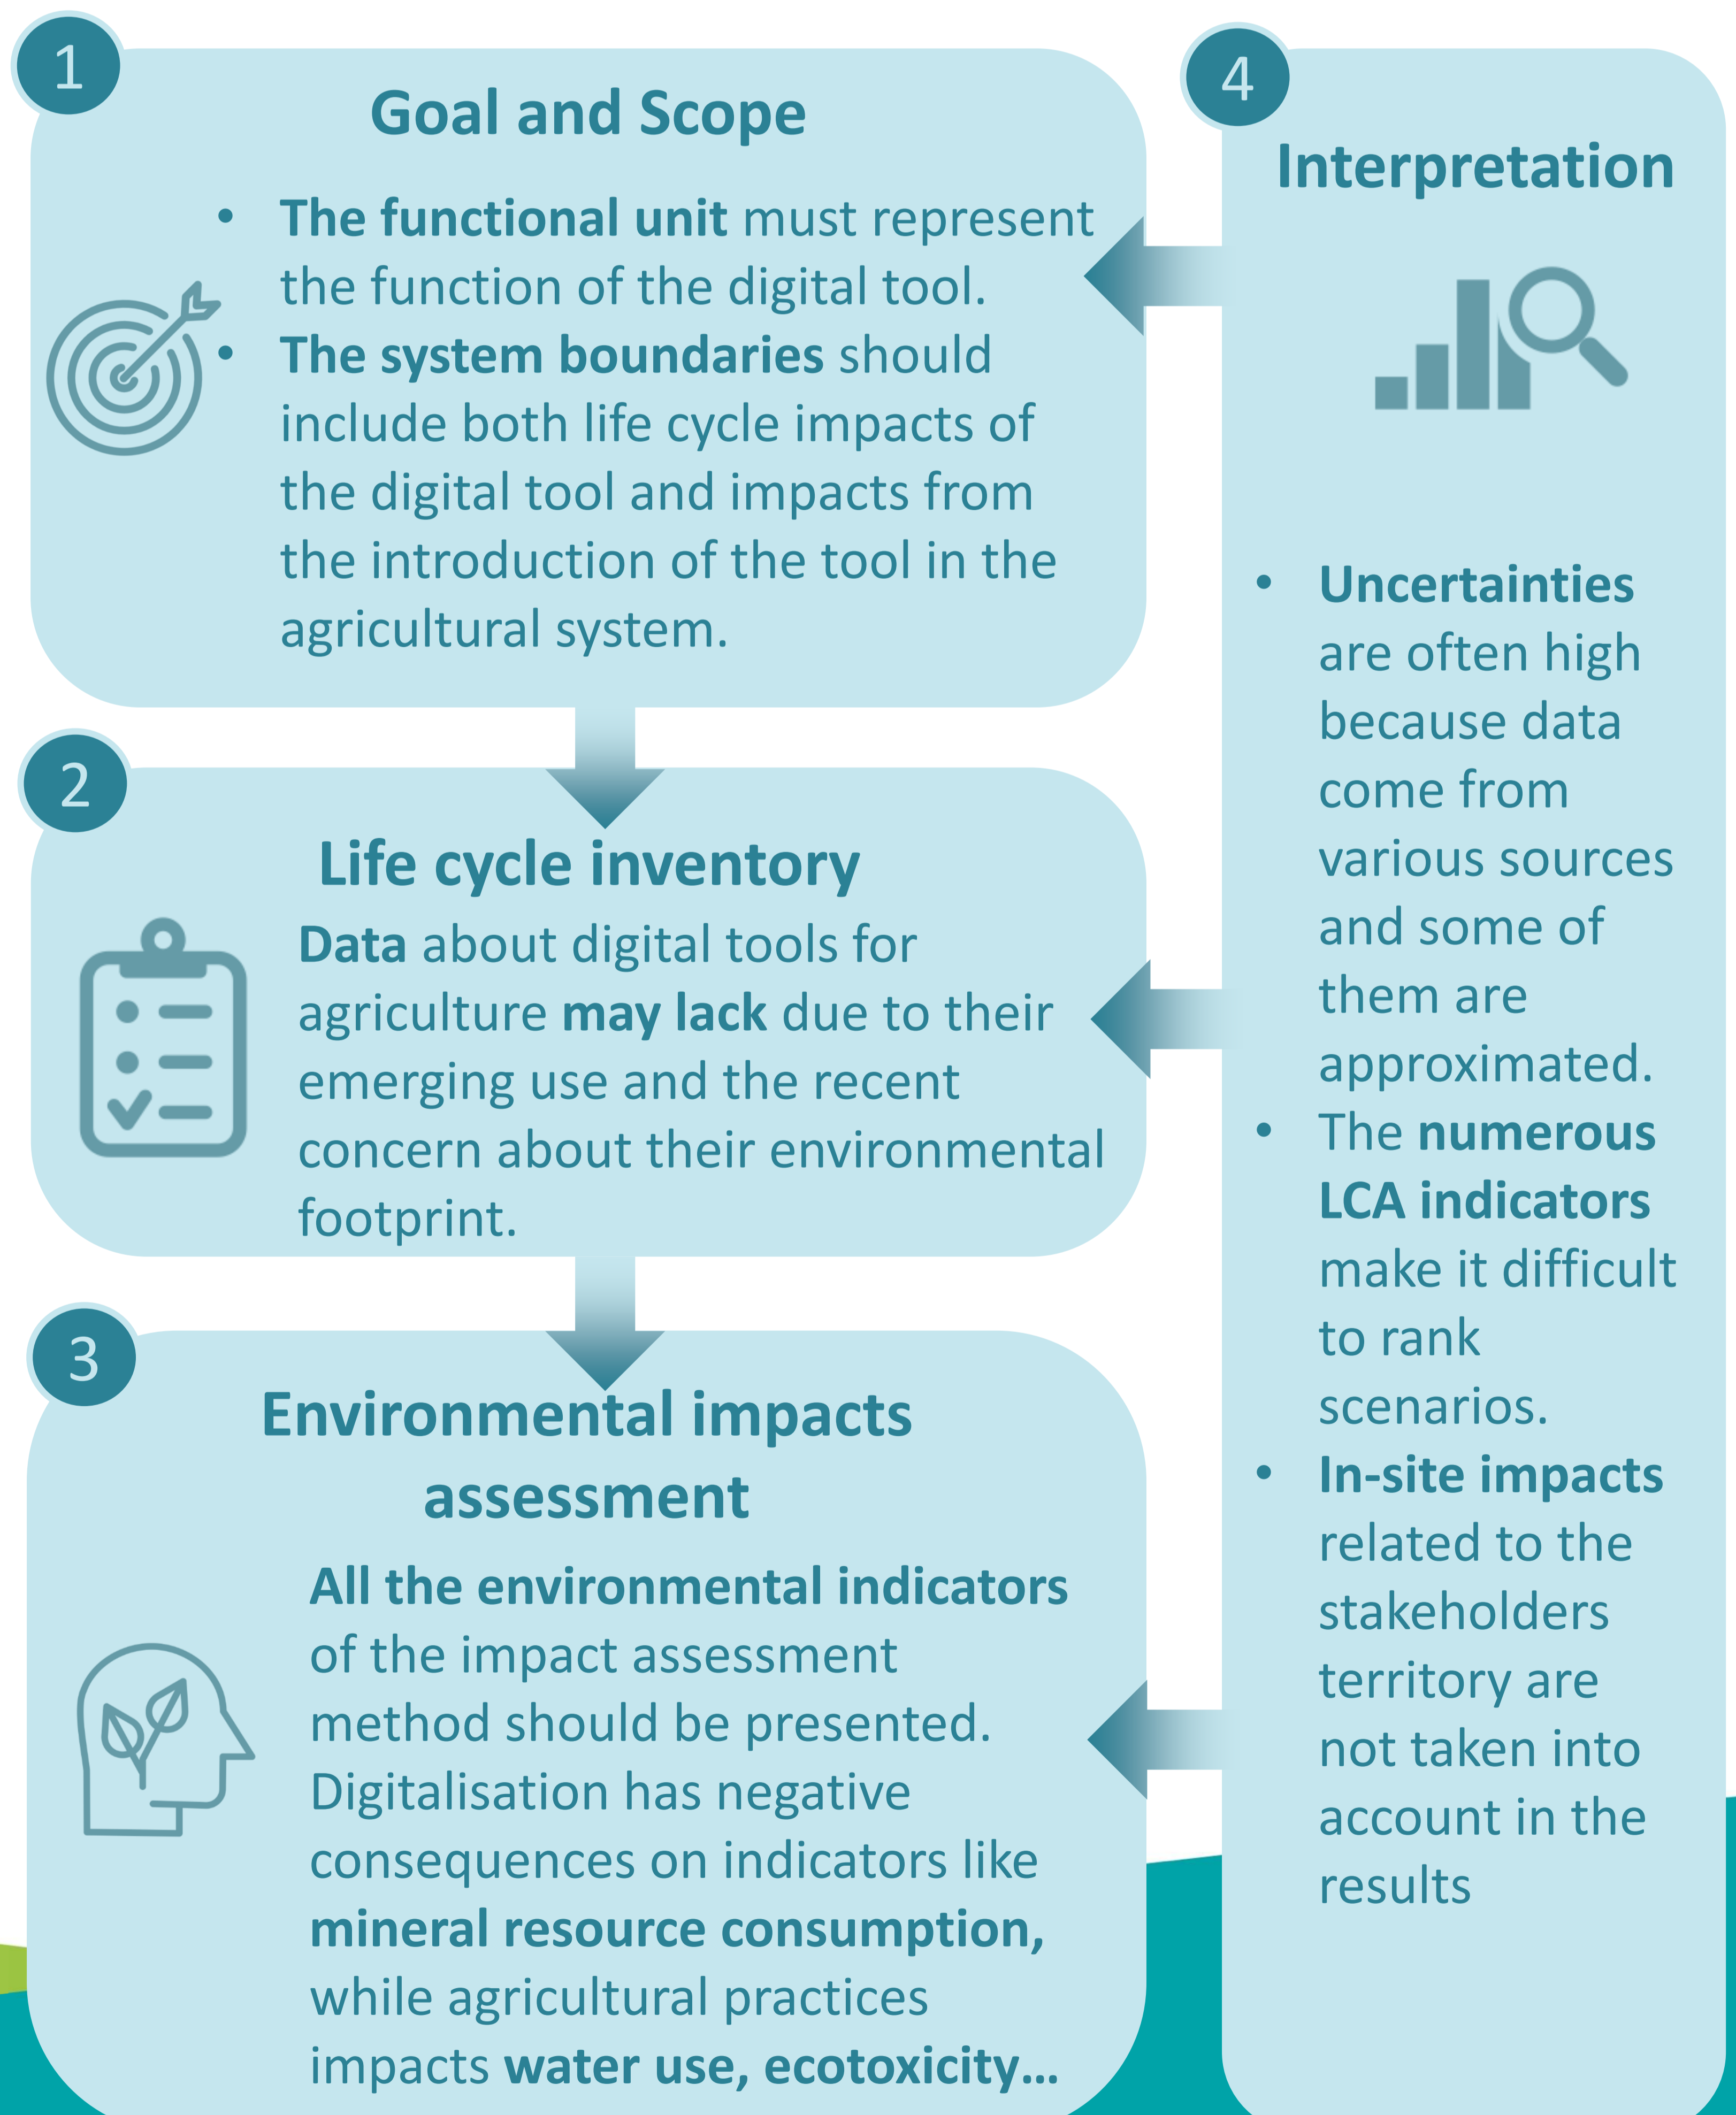 1
Goal and Scope
• The functional unit must represent
the function of the digital tool.
• The system boundaries should
include both life cycle impacts of
the digital tool and impacts from
the introduction of the tool in the
agricultural system.
2
Life cycle inventory
Data about digital tools for
agriculture may lack due to their
emerging use and the recent
concern about their environmental
footprint.
3
Environmental impacts
assessment
All the environmental indicators
of the impact assessment
method should be presented.
Digitalisation has negative
consequences on indicators like
mineral resource consumption,
while agricultural practices
impacts water use, ecotoxicity…
4
Interpretation
• Uncertainties
are often high
because data
come from
various sources
and some of
them are
approximated.
• The numerous
LCA indicators
make it difficult
to rank
scenarios.
• In-site impacts
related to the
stakeholders
territory are
not taken into
account in the
results